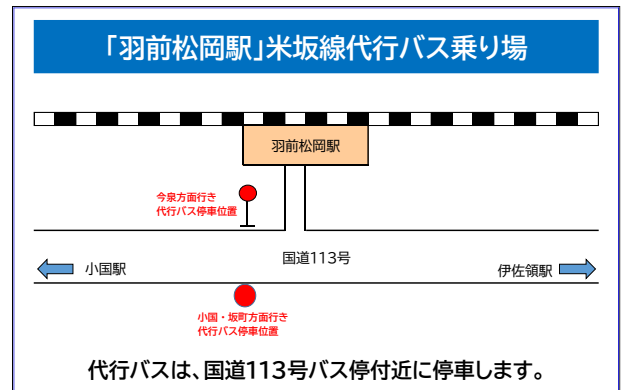 「羽前松岡駅」米坂線代行バス乗り場
羽前松岡駅
今泉方面行き
代行バス停車位置
国道113号
小国駅
伊佐領駅
小国・坂町方面行き
代行バス停車位置
代行バスは、国道113号バス停付近に停車します。